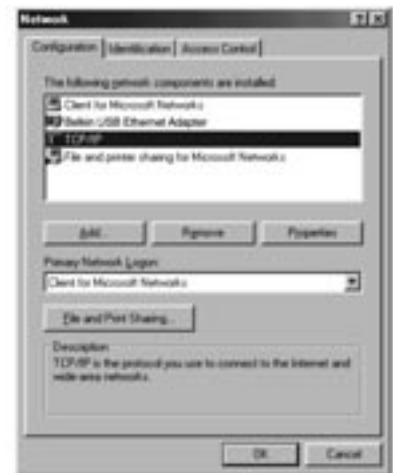 Network
Configuration Identification Access Control
The following network components are installed:
Client for Microsoft Networks
Belkin USB Ethernet Adapter
TCP/IP
File and printer sharing for Microsoft Networks
Add... Remove Properties
Primary Network Logon:
Client for Microsoft Networks
File and Print Sharing...
Description
TCP/IP is the protocol you use to connect to the Internet and
wide-area networks.
OK Cancel